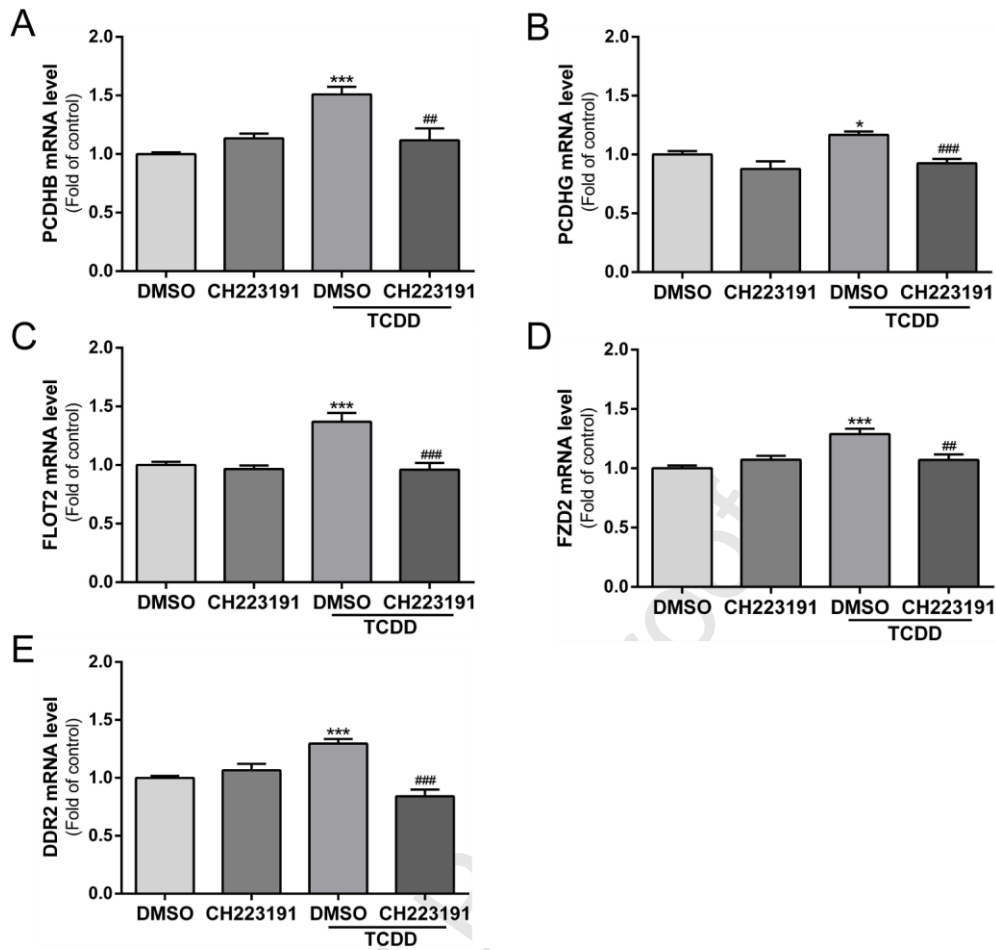 A
PCDHB mRNA level
(Fold of control)
2.0
1.5
1.0
0.5
0.0
***
##
DMSO CH223191 DMSO CH223191
TCDD
B
PCDHG mRNA level
(Fold of control)
2.0
1.5
1.0
0.5
0.0
*
###
DMSO CH223191 DMSO CH223191
TCDD
C
FLOT2 mRNA level
(Fold of control)
2.0
1.5
1.0
0.5
0.0
***
###
DMSO CH223191 DMSO CH223191
TCDD
D
FZD2 mRNA level
(Fold of control)
2.0
1.5
1.0
0.5
0.0
***
##
DMSO CH223191 DMSO CH223191
TCDD
E
DDR2 mRNA level
(Fold of control)
2.0
1.5
1.0
0.5
0.0
***
###
DMSO CH223191 DMSO CH223191
TCDD